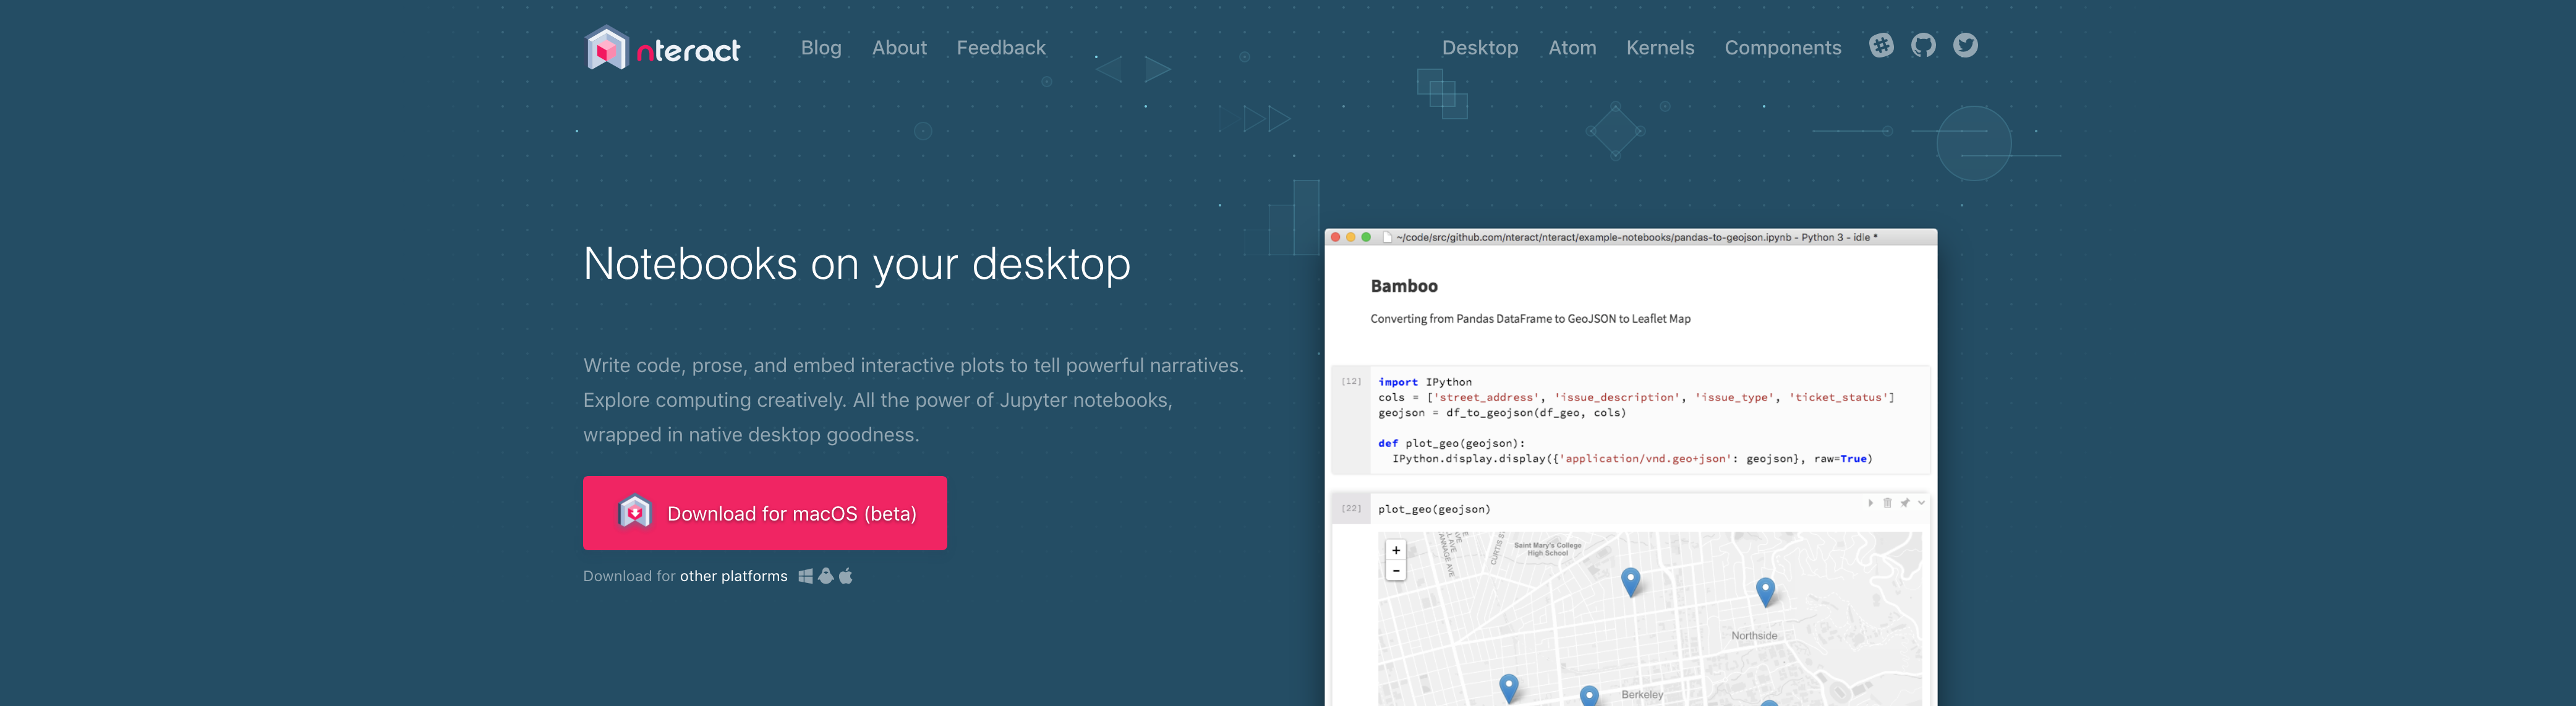 nteract
Blog About Feedback
Desktop Atom Kernels Components
Notebooks on your desktop
Write code, prose, and embed interactive plots to tell powerful narratives.
Explore computing creatively. All the power of Jupyter notebooks,
wrapped in native desktop goodness.
Download for macOS (beta)
Download for other platforms
~/code/src/github.com/nteract/nteract/example-notebooks/pandas-to-geojson.ipynb - Python 3 - idle *
Bamboo
Converting from Pandas DataFrame to GeoJSON to Leaflet Map
[12]
import IPython
cols = ['street_address', 'issue_description', 'issue_type', 'ticket_status']
geojson = df_to_geojson(df_geo, cols)
def plot_geo(geojson):
IPython.display.display({'application/vnd.geo+json': geojson}, raw=True)
[22]
plot_geo(geojson)
+
-
Saint Mary's College
High School
Northside
Berkeley